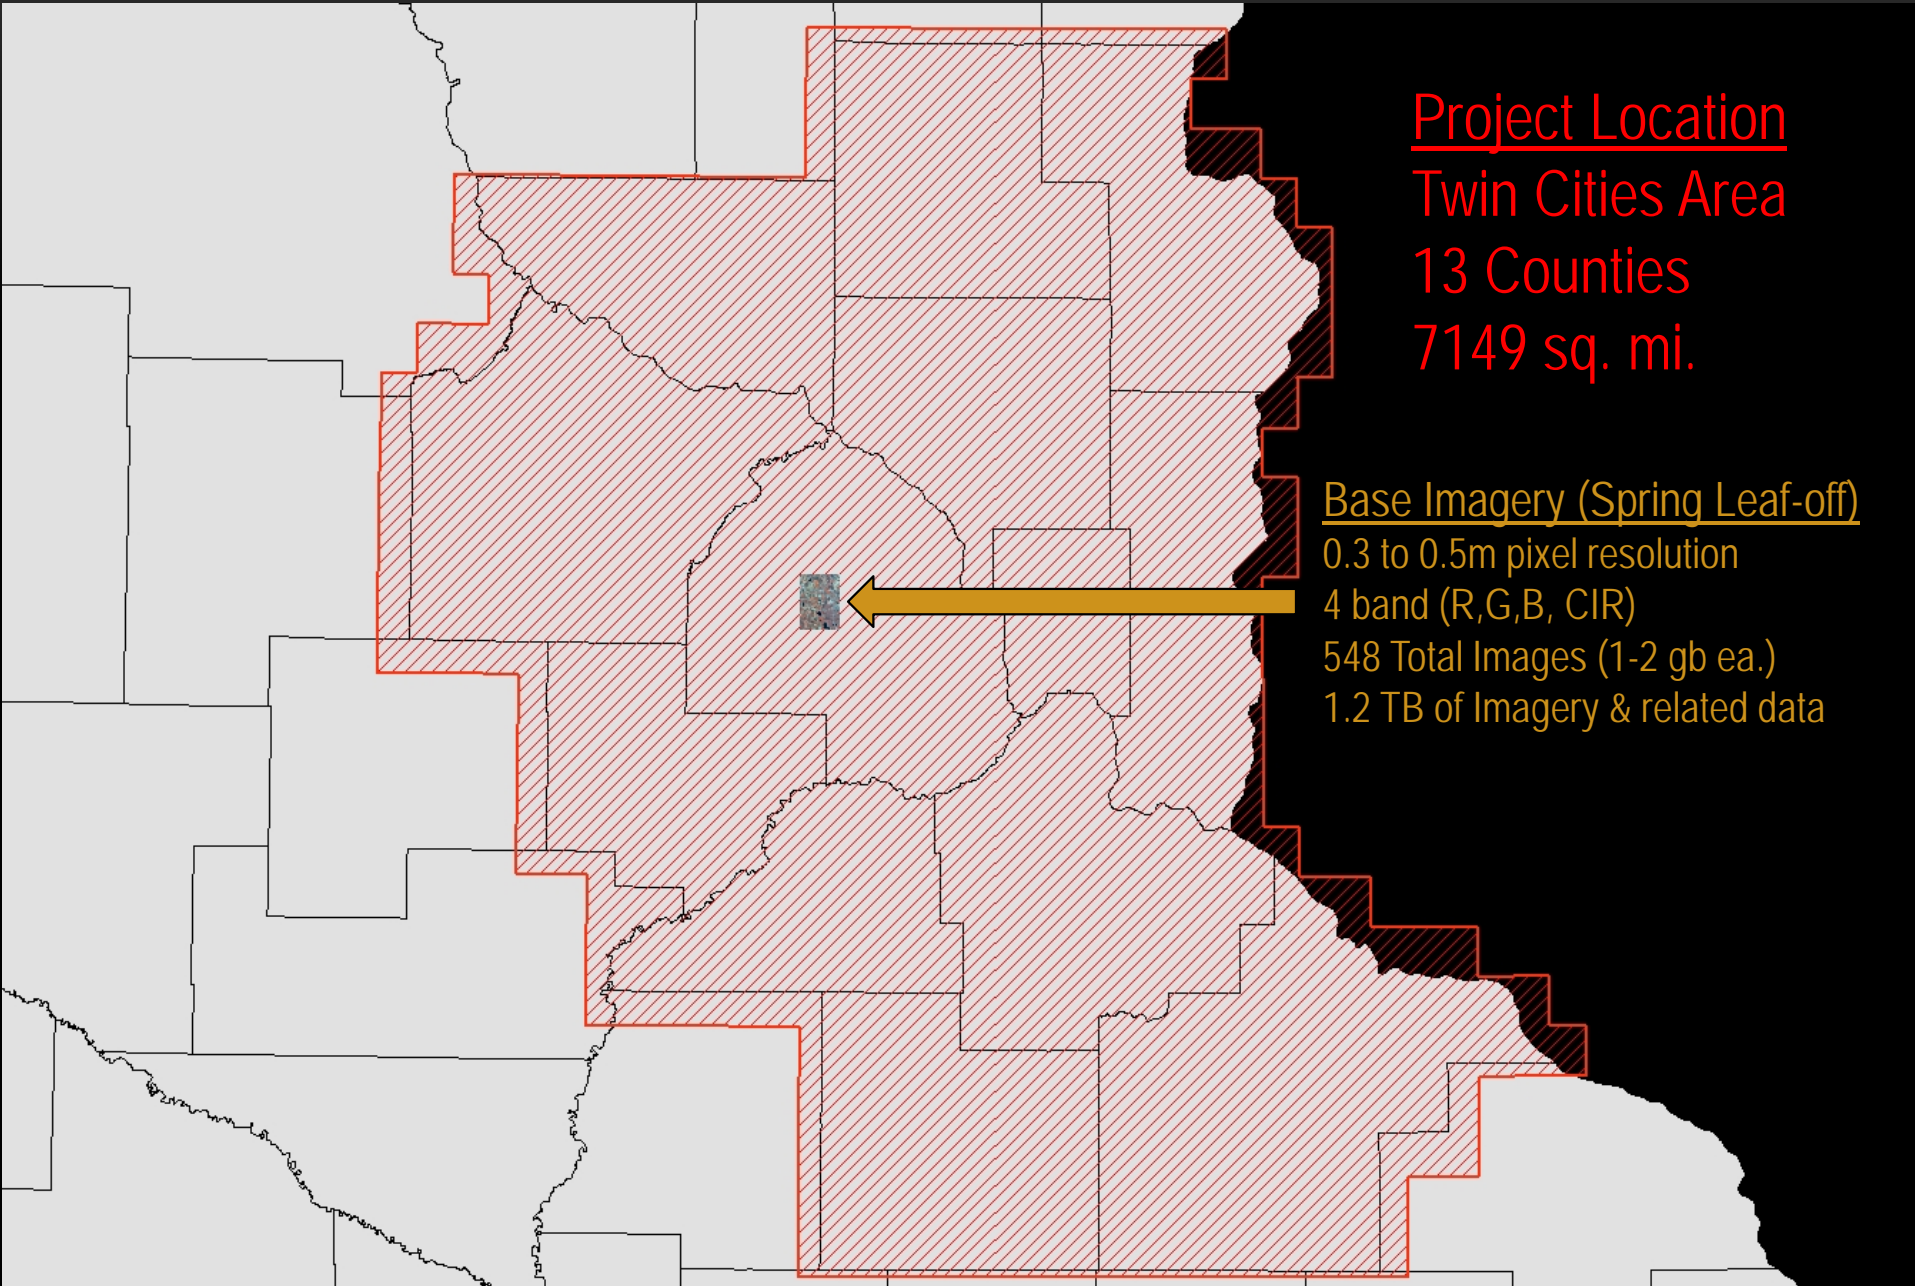 Project Location
Twin Cities Area
13 Counties
7149 sq. mi.
Base Imagery (Spring Leaf-off)
0.3 to 0.5m pixel resolution
4 band (R,G,B, CIR)
548 Total Images (1-2 gb ea.)
1.2 TB of Imagery & related data